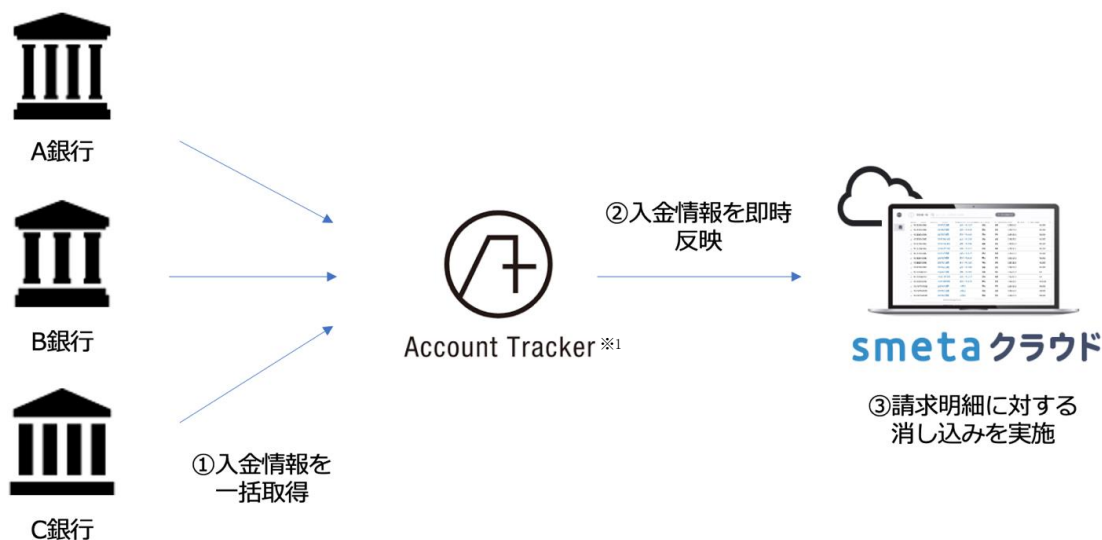 A銀行
B銀行
C銀行
①入金情報を
一括取得
Account Tracker ※1
②入金情報を即時
反映
smeta クラウド
③請求明細に対する
消し込みを実施